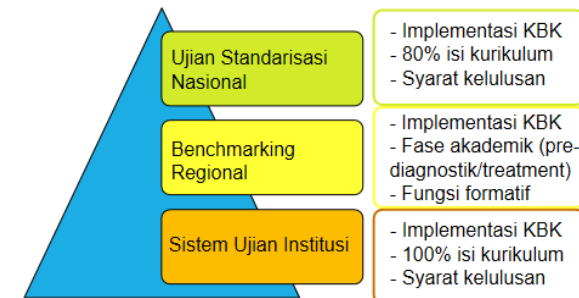 Ujian Standarisasi
Nasional
- Implementasi KBK
- 80% isi kurikulum
- Syarat kelulusan
Benchmarking
Regional
- Implementasi KBK
- Fase akademik (pre-
diagnostik/treatment)
- Fungsi formatif
Sistem Ujian Institusi
- Implementasi KBK
- 100% isi kurikulum
- Syarat kelulusan